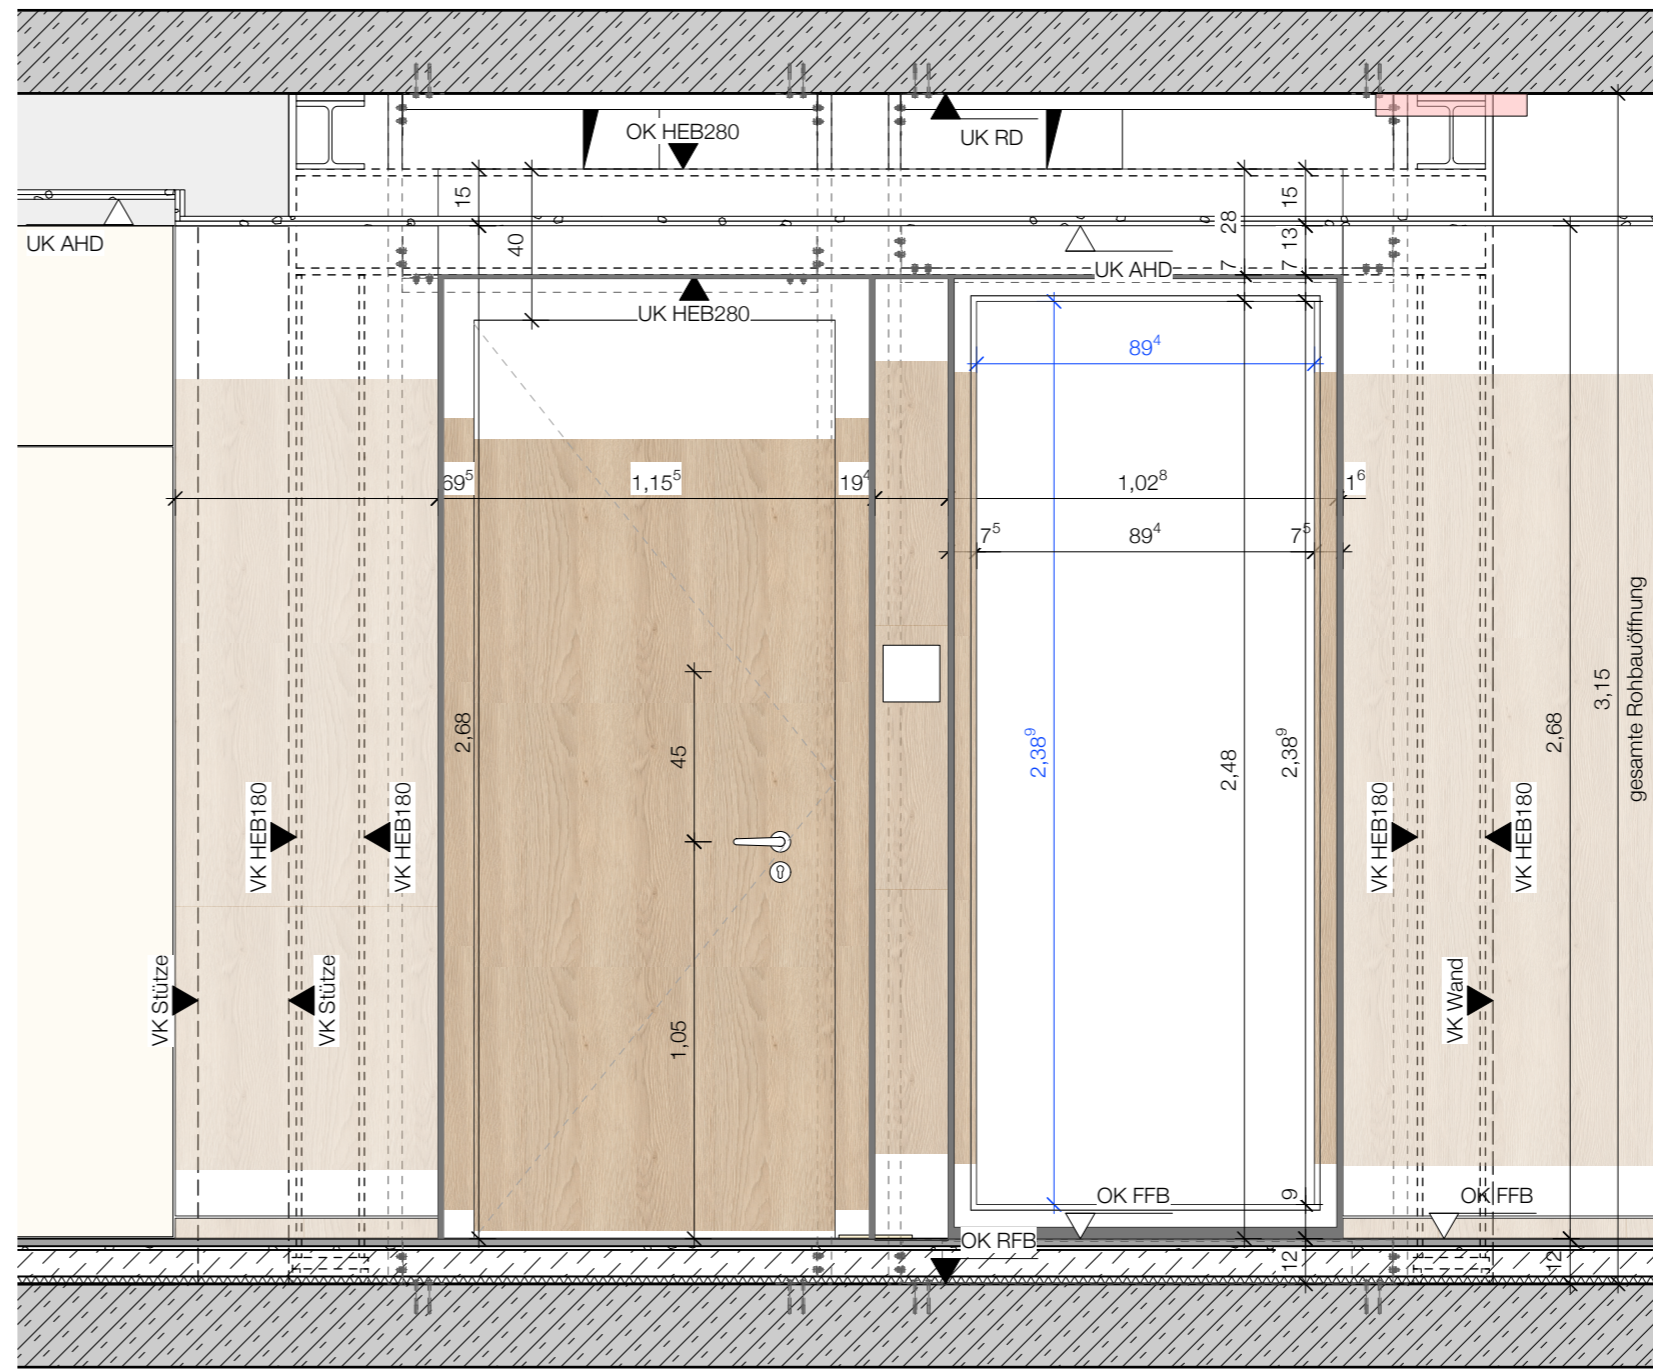 OK HEB280
UK RD
15
40
28
15
13
7
7
UK AHD
UK AHD
UK HEB280
89⁴
69⁵
1,15⁵
19⁴
1,02⁸
1⁶
7⁵
89⁴
7⁵
2,68
45
2,38⁹
2,48
2,38⁹
2,68
3,15
gesamte Rohbauöffnung
VK HEB180
VK HEB180
VK HEB180
VK HEB180
VK Stütze
VK Stütze
1,05
VK Wand
OK FFB
9
OK FFB
OK RFB
12
12